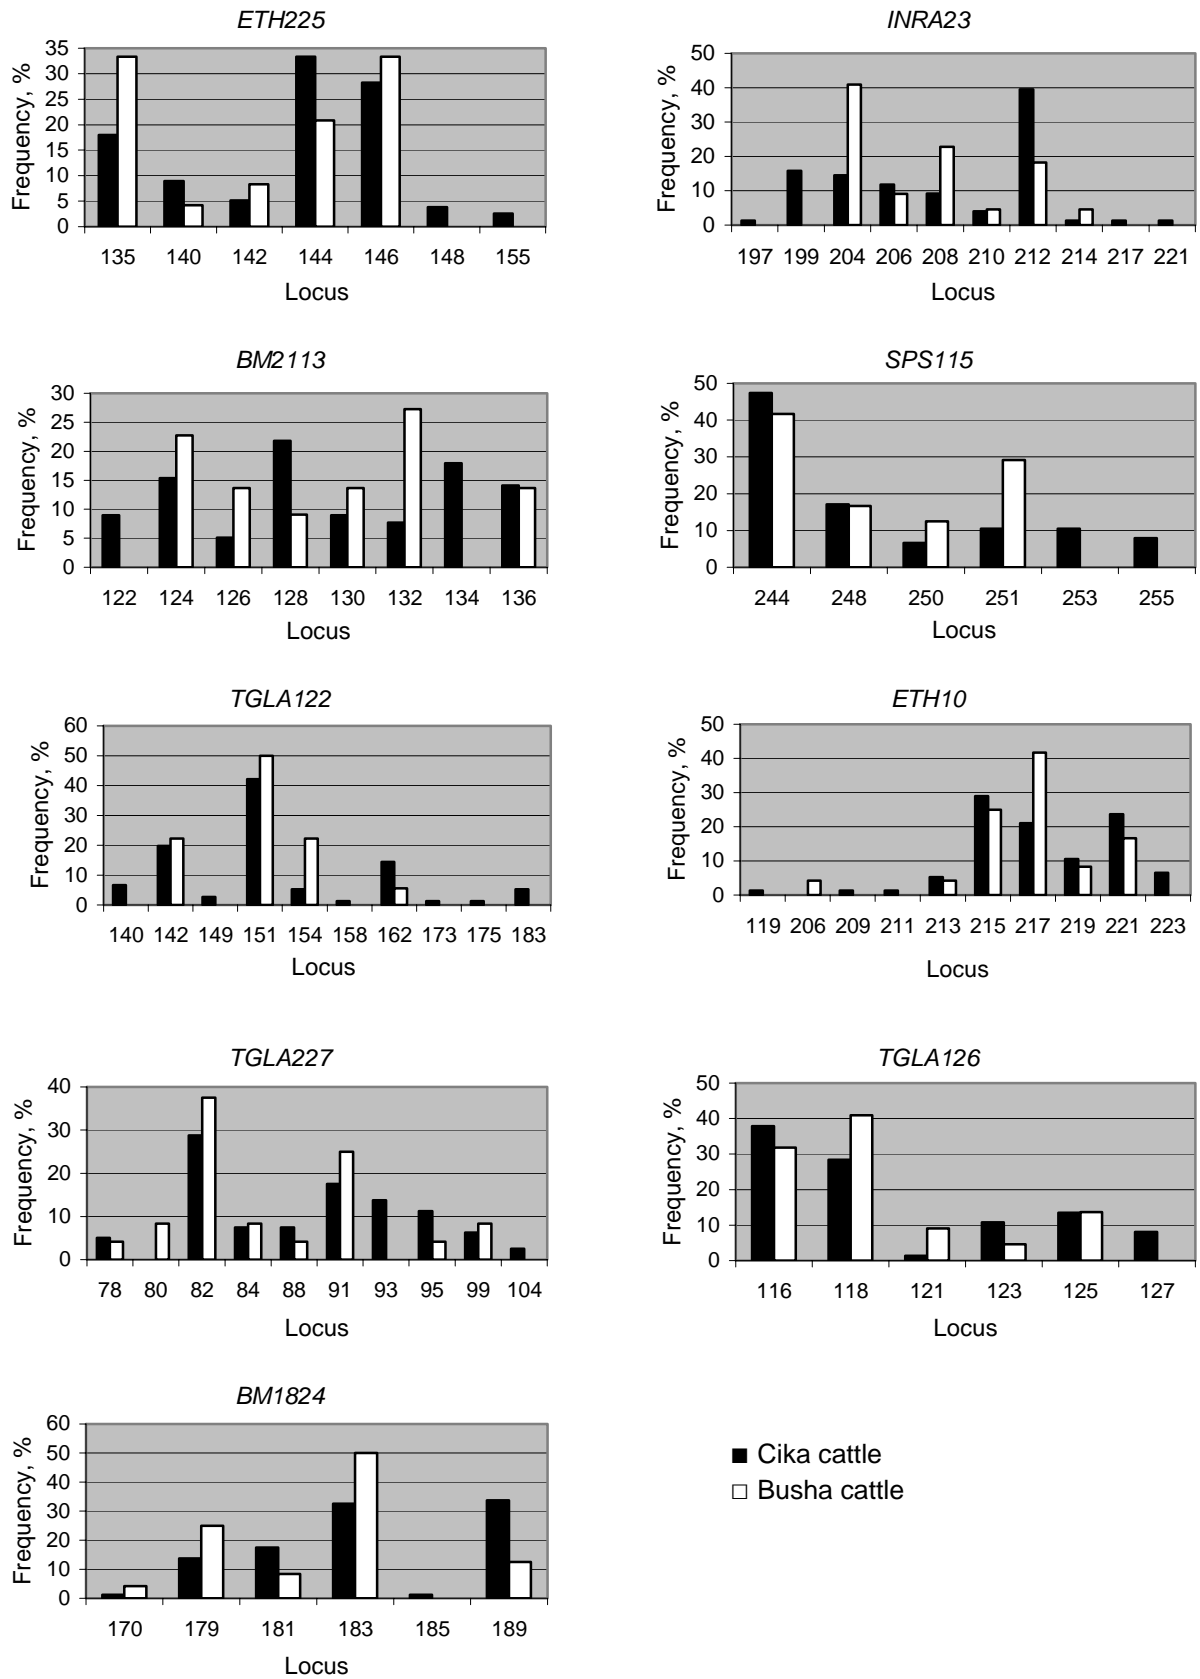 ETH225
Frequency, %
35
30
25
20
15
10
5
0
135 140 142 144 146 148 155
Locus
INRA23
Frequency, %
50
40
30
20
10
0
197 199 204 206 208 210 212 214 217 221
Locus
BM2113
Frequency, %
30
25
20
15
10
5
0
122 124 126 128 130 132 134 136
Locus
SPS115
Frequency, %
50
40
30
20
10
0
244 248 250 251 253 255
Locus
TGLA122
Frequency, %
60
50
40
30
20
10
0
140 142 149 151 154 158 162 173 175 183
Locus
ETH10
Frequency, %
50
40
30
20
10
0
119 206 209 211 213 215 217 219 221 223
Locus
TGLA227
Frequency, %
40
30
20
10
0
78 80 82 84 88 91 93 95 99 104
Locus
TGLA126
Frequency, %
50
40
30
20
10
0
116 118 121 123 125 127
Locus
BM1824
Frequency, %
60
50
40
30
20
10
0
170 179 181 183 185 189
Locus
Cika cattle
Busha cattle